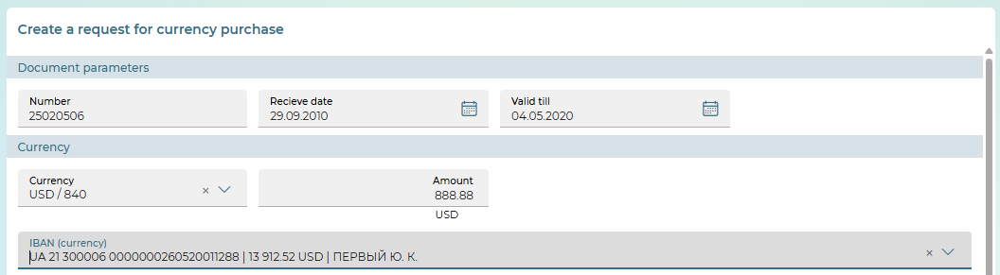 Create a request for currency purchase
Document parameters
Number
25020506
Recieve date
29.09.2010
Valid till
04.05.2020
Currency
Currency
USD / 840
Amount
888.88
USD
IBAN (currency)
UA 21 300006 0000000260520011288 | 13 912.52 USD | ПЕРВЫЙ Ю. К.